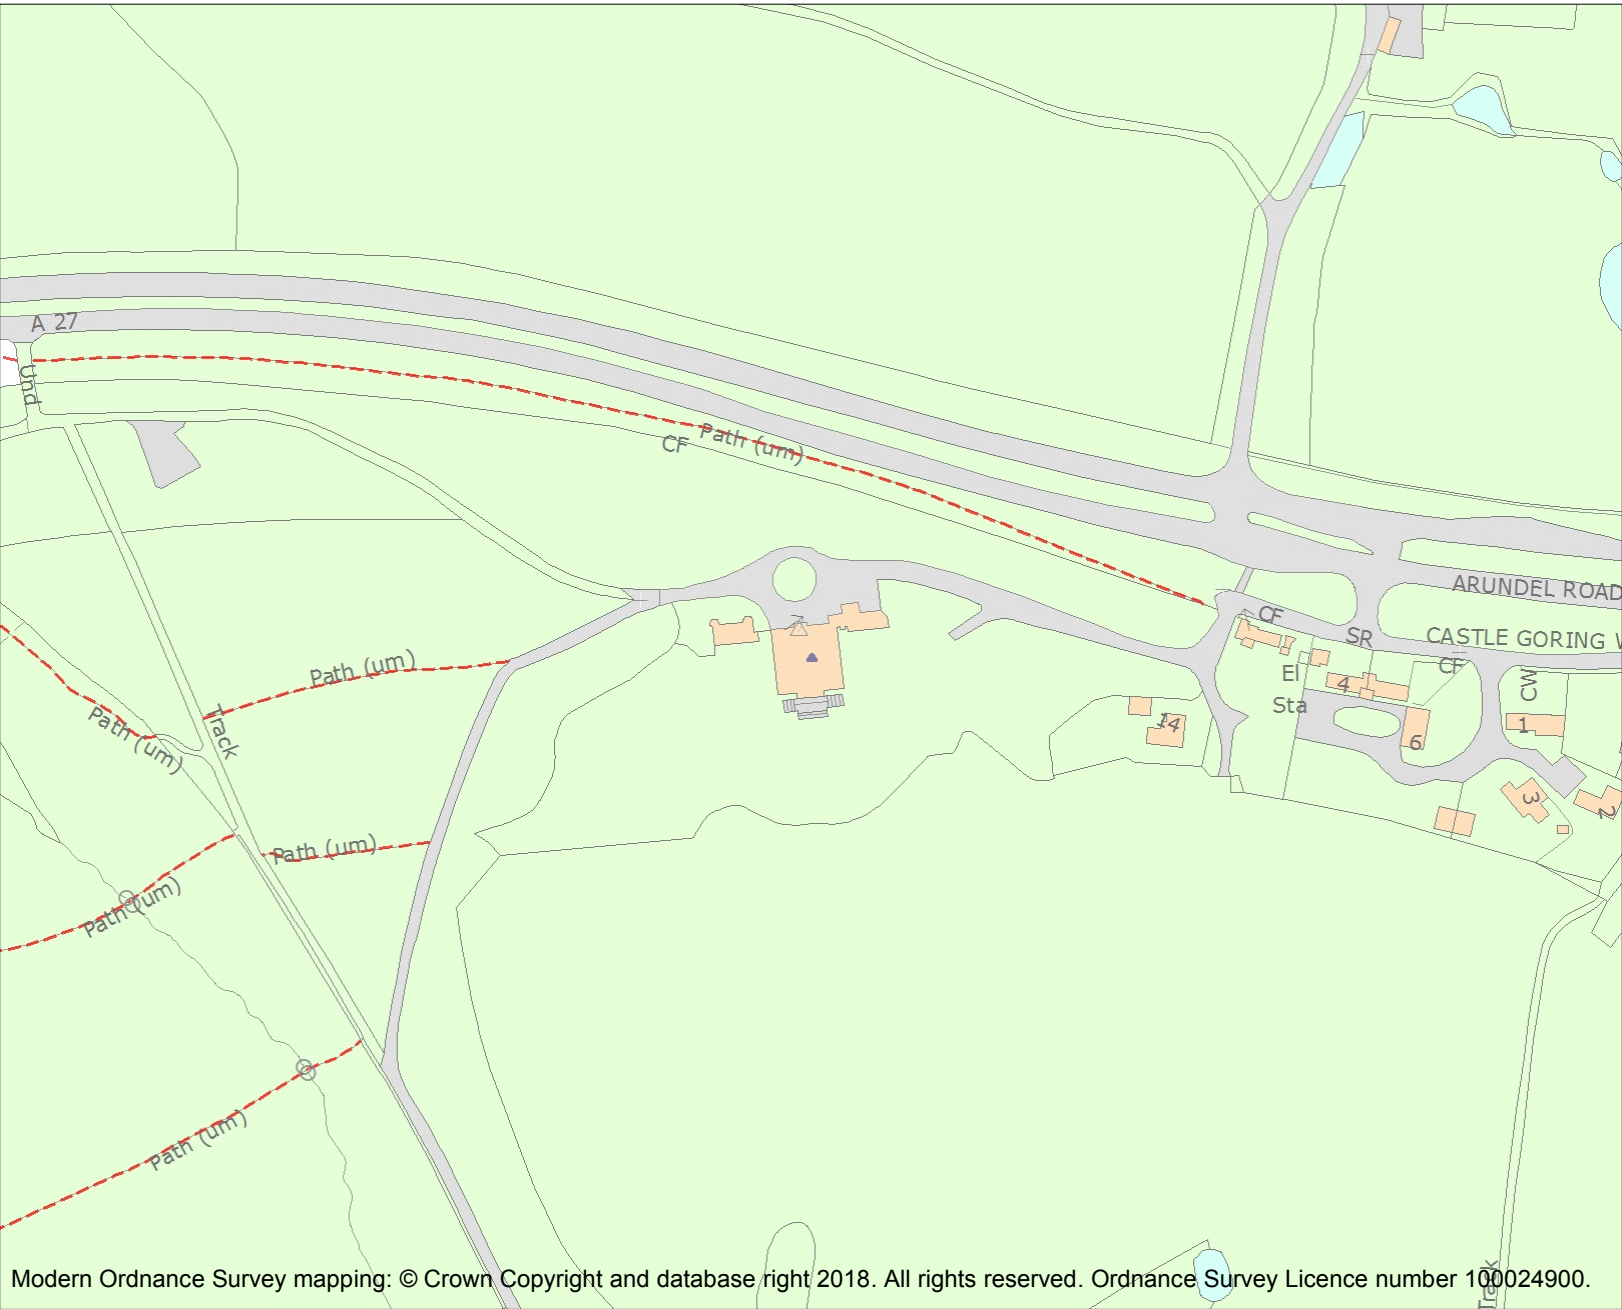 A 27
Und
CF
Path (um)
ARUNDEL ROAD
CF
SR
CASTLE GORING W
CF
El
Sta
4
CW
14
1
6
3
2
Path (um)
Path (um)
Track
Path (um)
Path (um)
Path (um)
Track
Modern Ordnance Survey mapping: © Crown Copyright and database right 2018. All rights reserved. Ordnance Survey Licence number 100024900.